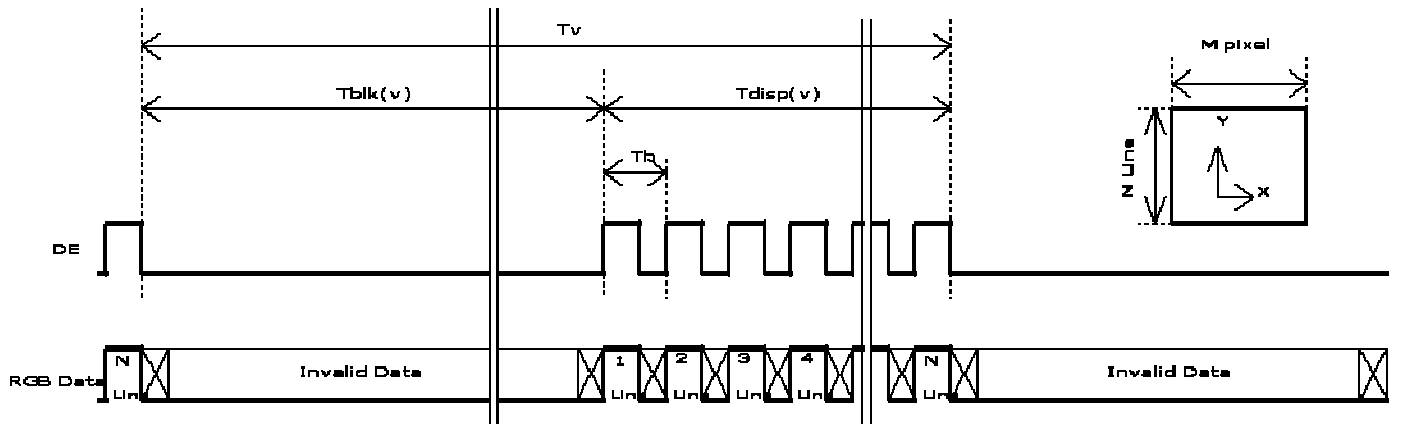 Tv
M pixel
Tblk(v)
Tdisp(v)
Y
Th
N Line
X
DE
N 1 2 3 4 N
RGB Data
Invalid Data
Invalid Data
Lin Lin Lin Lin Lin Lin